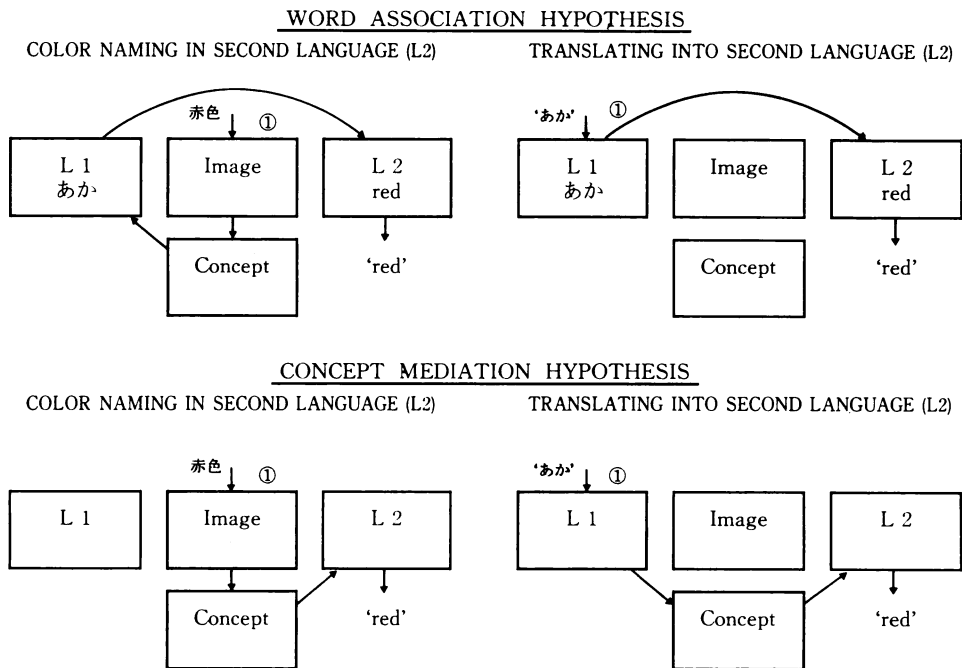 WORD ASSOCIATION HYPOTHESIS
COLOR NAMING IN SECOND LANGUAGE (L2)
TRANSLATING INTO SECOND LANGUAGE (L2)
赤色 ①
'あか' ①
L 1
あか
Image
L 2
red
L 1
あか
Image
L 2
red
Concept
'red'
Concept
'red'
CONCEPT MEDIATION HYPOTHESIS
COLOR NAMING IN SECOND LANGUAGE (L2)
TRANSLATING INTO SECOND LANGUAGE (L2)
赤色 ①
'あか' ①
L 1
Image
L 2
L 1
Image
L 2
Concept
'red'
Concept
'red'